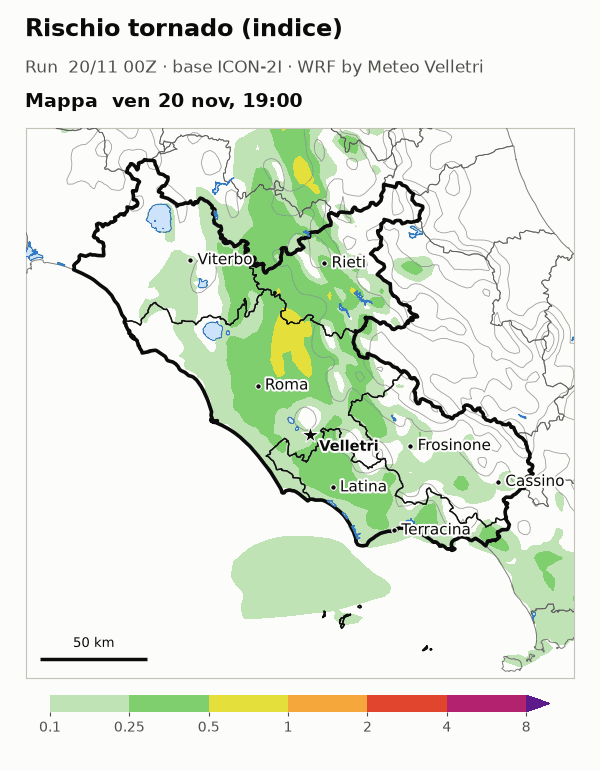 Rischio tornado (indice)
Run  20/11 00Z · base ICON-2I · WRF by Meteo Velletri
Mappa  ven 20 nov, 19:00
Viterbo
Rieti
Roma
Velletri
Frosinone
Cassino
Latina
Terracina
50 km
0.1 0.25 0.5 1 2 4 8